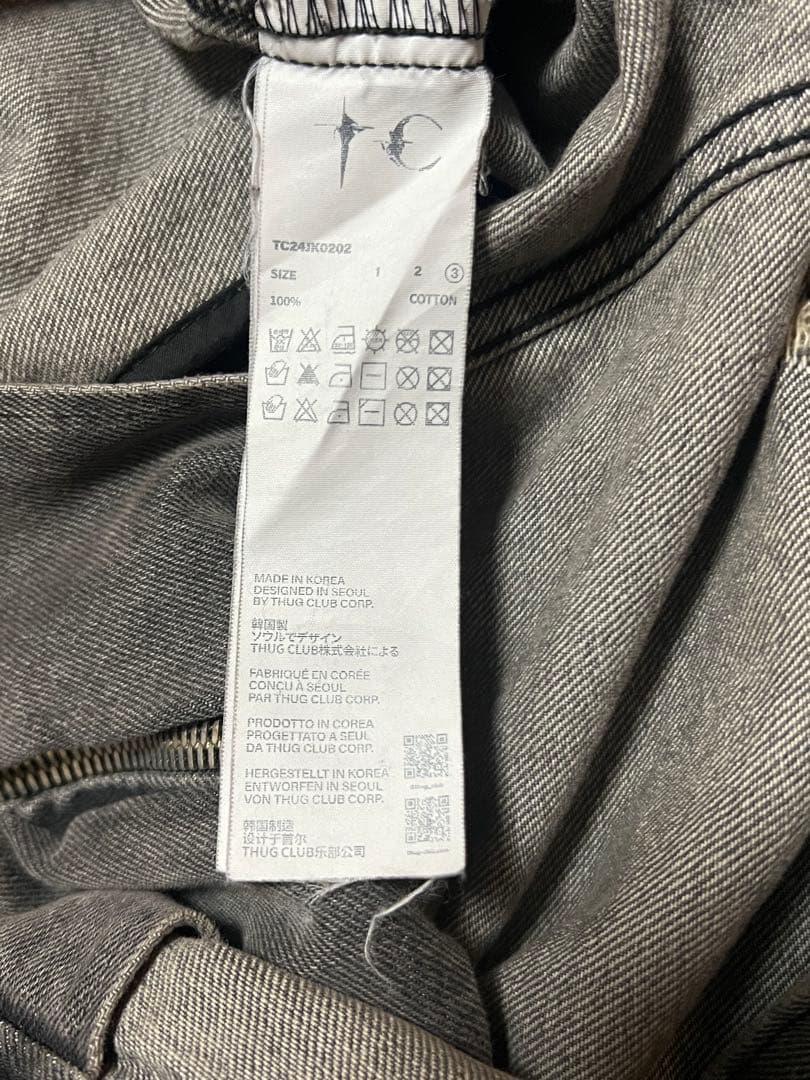 TC
TC24JK0202
SIZE 1 2 3
100% COTTON
MADE IN KOREA
DESIGNED IN SEOUL
BY THUG CLUB CORP.
韓国製
ソウルでデザイン
THUG CLUB株式会社による
FABRIQUÉ EN CORÉE
CONÇU À SÉOUL
PAR THUG CLUB CORP.
PRODOTTO IN COREA
PROGETTATO A SEUL
DA THUG CLUB CORP.
HERGESTELLT IN KOREA
ENTWORFEN IN SEOUL
VON THUG CLUB CORP.
韩国制造
设计于首尔
THUG CLUB乐部公司